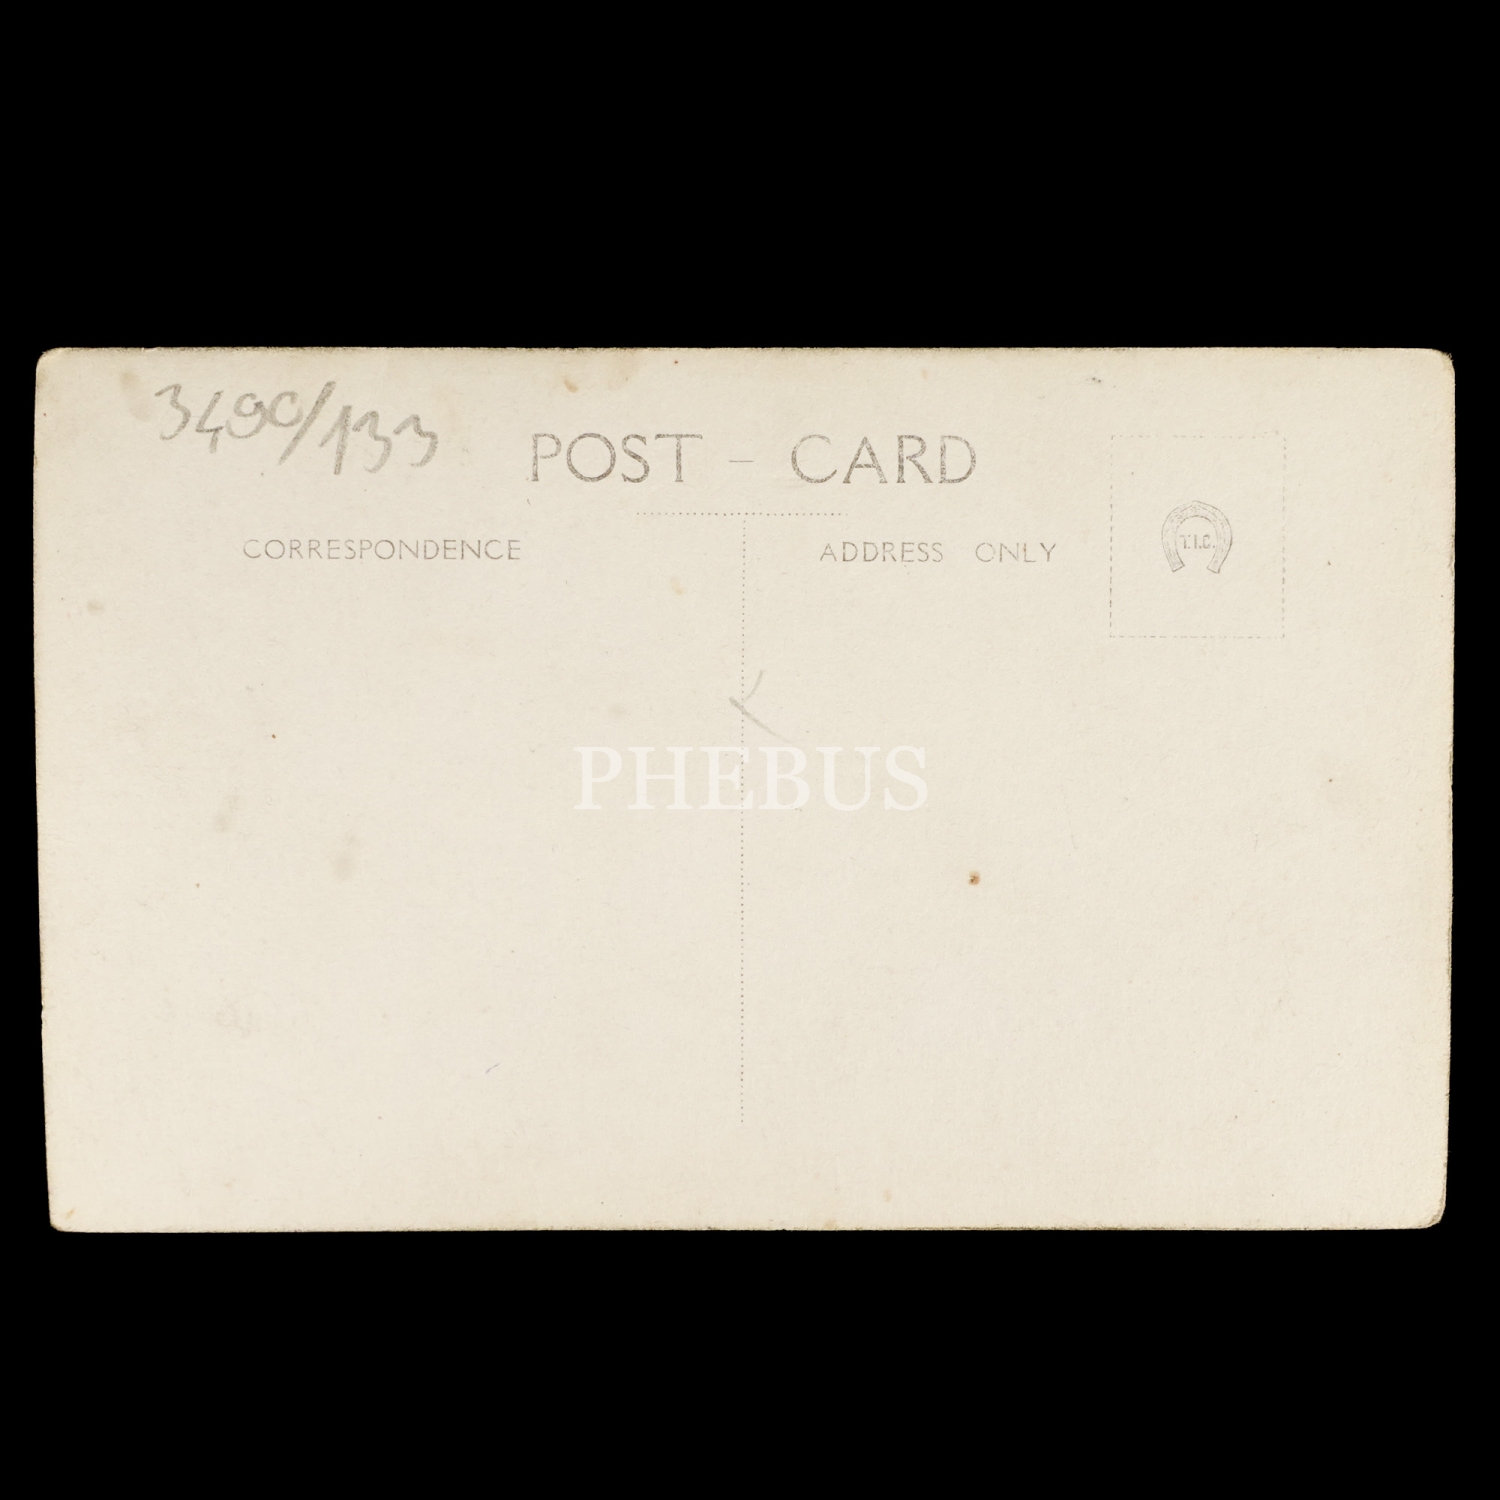 3490/133
POST – CARD
CORRESPONDENCE
ADDRESS ONLY
T.I.C.
PHEBUS